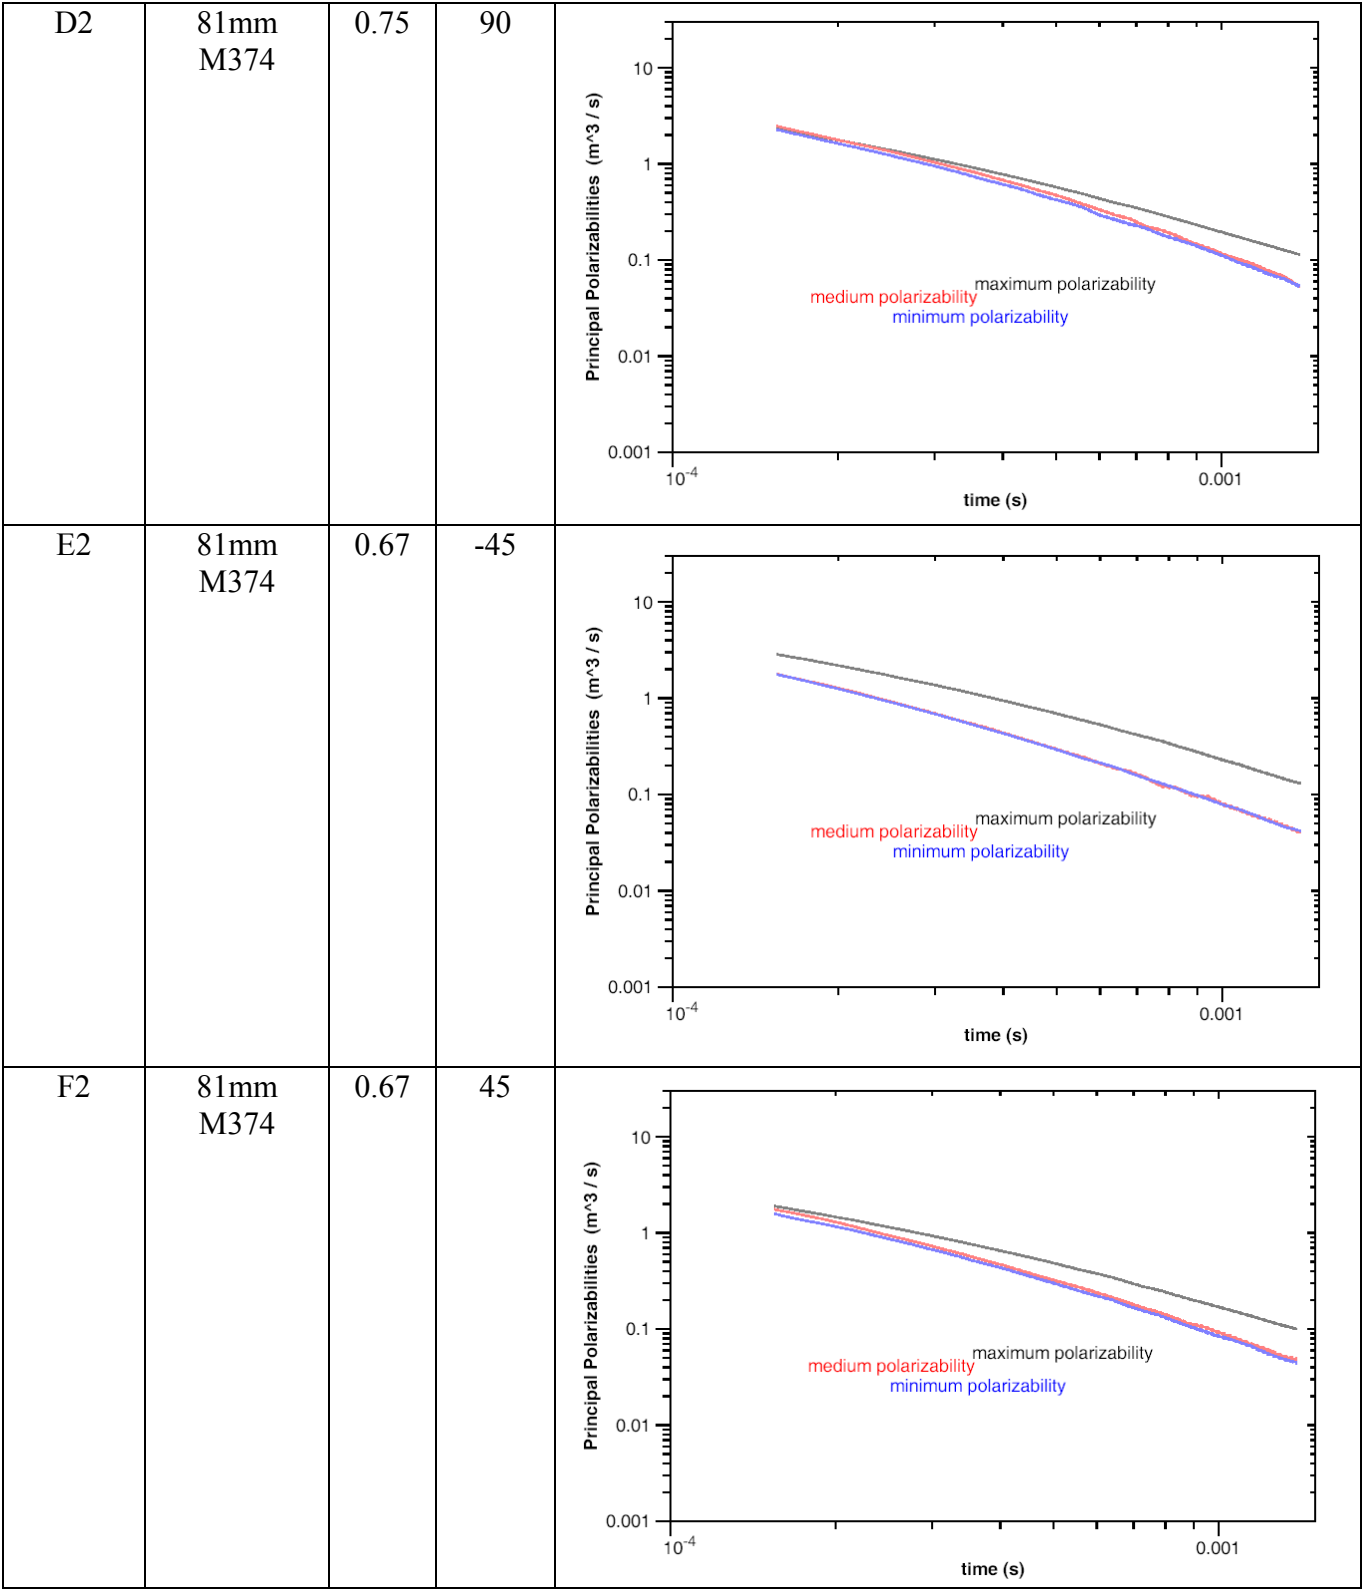 D2
81mm
M374
0.75
90
Principal Polarizabilities (m^3 / s)
10
1
0.1
0.01
0.001
maximum polarizability
medium polarizability
minimum polarizability
10-4
0.001
time (s)
E2
81mm
M374
0.67
-45
Principal Polarizabilities (m^3 / s)
10
1
0.1
0.01
0.001
maximum polarizability
medium polarizability
minimum polarizability
10-4
0.001
time (s)
F2
81mm
M374
0.67
45
Principal Polarizabilities (m^3 / s)
10
1
0.1
0.01
0.001
maximum polarizability
medium polarizability
minimum polarizability
10-4
0.001
time (s)